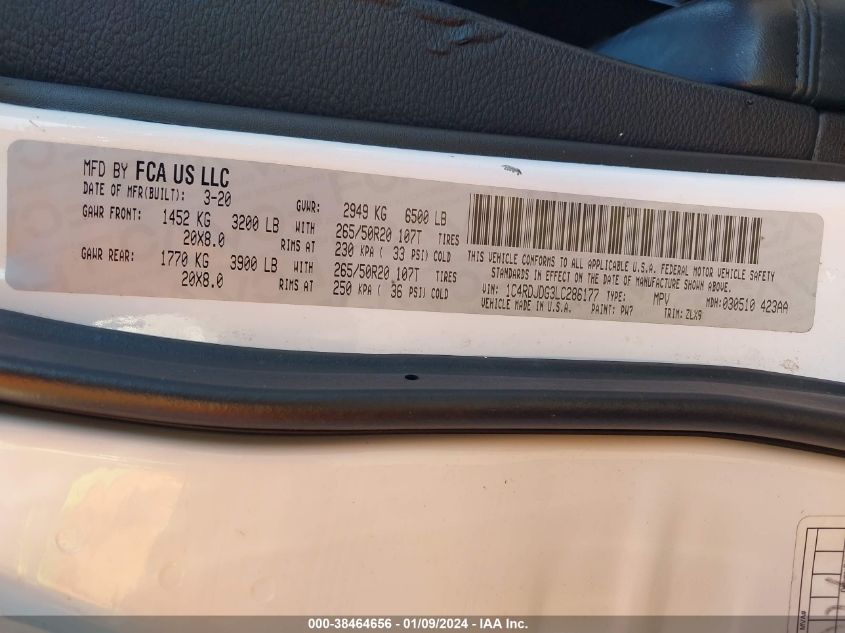 MFD BY FCA US LLC
DATE OF MFR(BUILT): 3-20 GVWR: 2949 KG 6500 LB
GAWR FRONT: 1452 KG 3200 LB WITH 265/50R20 107T TIRES
20X8.0 RIMS AT 230 KPA ( 33 PSI) COLD
GAWR REAR: 1770 KG 3900 LB WITH 265/50R20 107T TIRES
20X8.0 RIMS AT 250 KPA ( 36 PSI) COLD
THIS VEHICLE CONFORMS TO ALL APPLICABLE U.S.A. FEDERAL MOTOR VEHICLE SAFETY
STANDARDS IN EFFECT ON THE DATE OF MANUFACTURE SHOWN ABOVE.
VIN: 1C4RDJDG3LC286177 TYPE: MPV MDH:030510 423AA
VEHICLE MADE IN U.S.A. PAINT: PW7 TRIM: ZLX9
MVA#
000-38464656 - 01/09/2024 - IAA Inc.